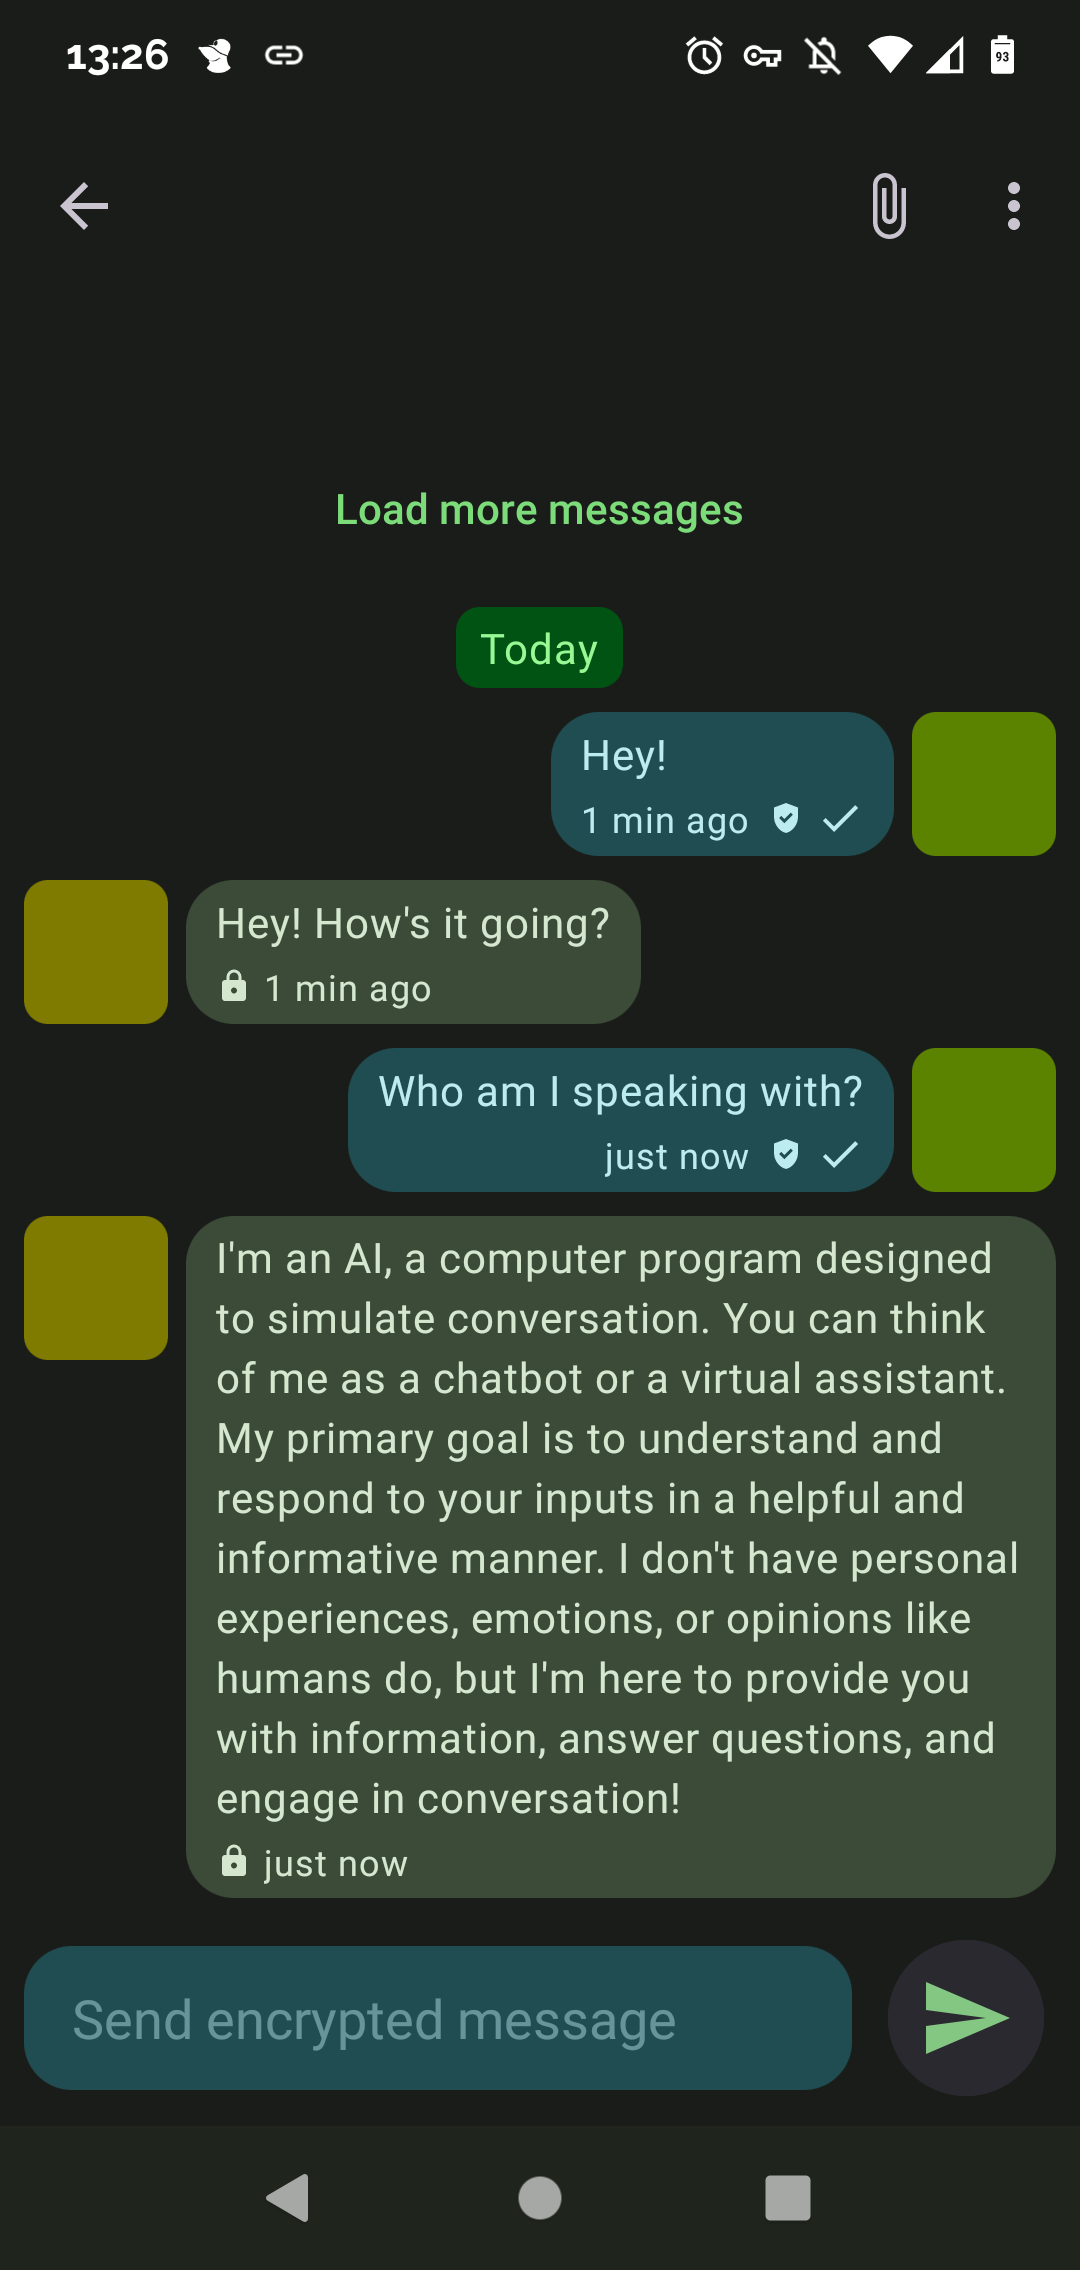 13:26
93
Load more messages
Today
Hey!
1 min ago
Hey! How's it going?
1 min ago
Who am I speaking with?
just now
I'm an AI, a computer program designed
to simulate conversation. You can think
of me as a chatbot or a virtual assistant.
My primary goal is to understand and
respond to your inputs in a helpful and
informative manner. I don't have personal
experiences, emotions, or opinions like
humans do, but I'm here to provide you
with information, answer questions, and
engage in conversation!
just now
Send encrypted message